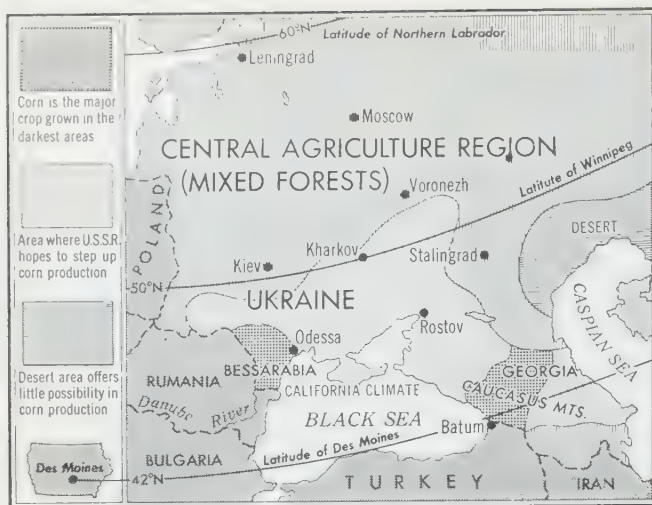 Corn is the major
crop grown in the
darkest areas
Area where U.S.S.R.
hopes to step up
corn production
Desert area offers
little possibility in
corn production
Des Moines
60°N
Latitude of Northern Labrador
Leningrad
Moscow
CENTRAL AGRICULTURE REGION
(MIXED FORESTS)
Voronezh
Latitute of Winnipeg
POLAND
DESERT
Kharkov
Stalingrad
Kiev
50°N
UKRAINE
CASPIAN SEA
Rostov
Odessa
BESSARABIA
GEORGIA
RUMANIA
CALIFORNIA CLIMATE
CAUCASUS MTS.
Danube River
BLACK SEA
Batum
Latitude of Des Moines
BULGARIA
42°N
TURKEY
IRAN